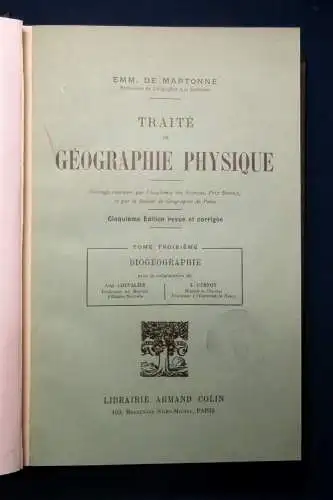 EMM. DE MARTONNE
Professeur de Géographie à la Sorbonne
TRAITÉ
DE
GÉOGRAPHIE PHYSIQUE
Ouvrage couronné par l'Académie des Sciences, Prix Binoux,
et par la Société de Géographie de Paris
Cinquième Édition revue et corrigée
TOME TROISIÈME
BIOGÉOGRAPHIE
avec la collaboration de
Aug. CHEVALIER
Professeur au Muséum
d'Histoire Naturelle
L. CUÉNOT
Membre de l'Institut
Professeur à l'Université de Nancy
LIBRAIRIE ARMAND COLIN
103, Boulevard Saint-Michel, PARIS